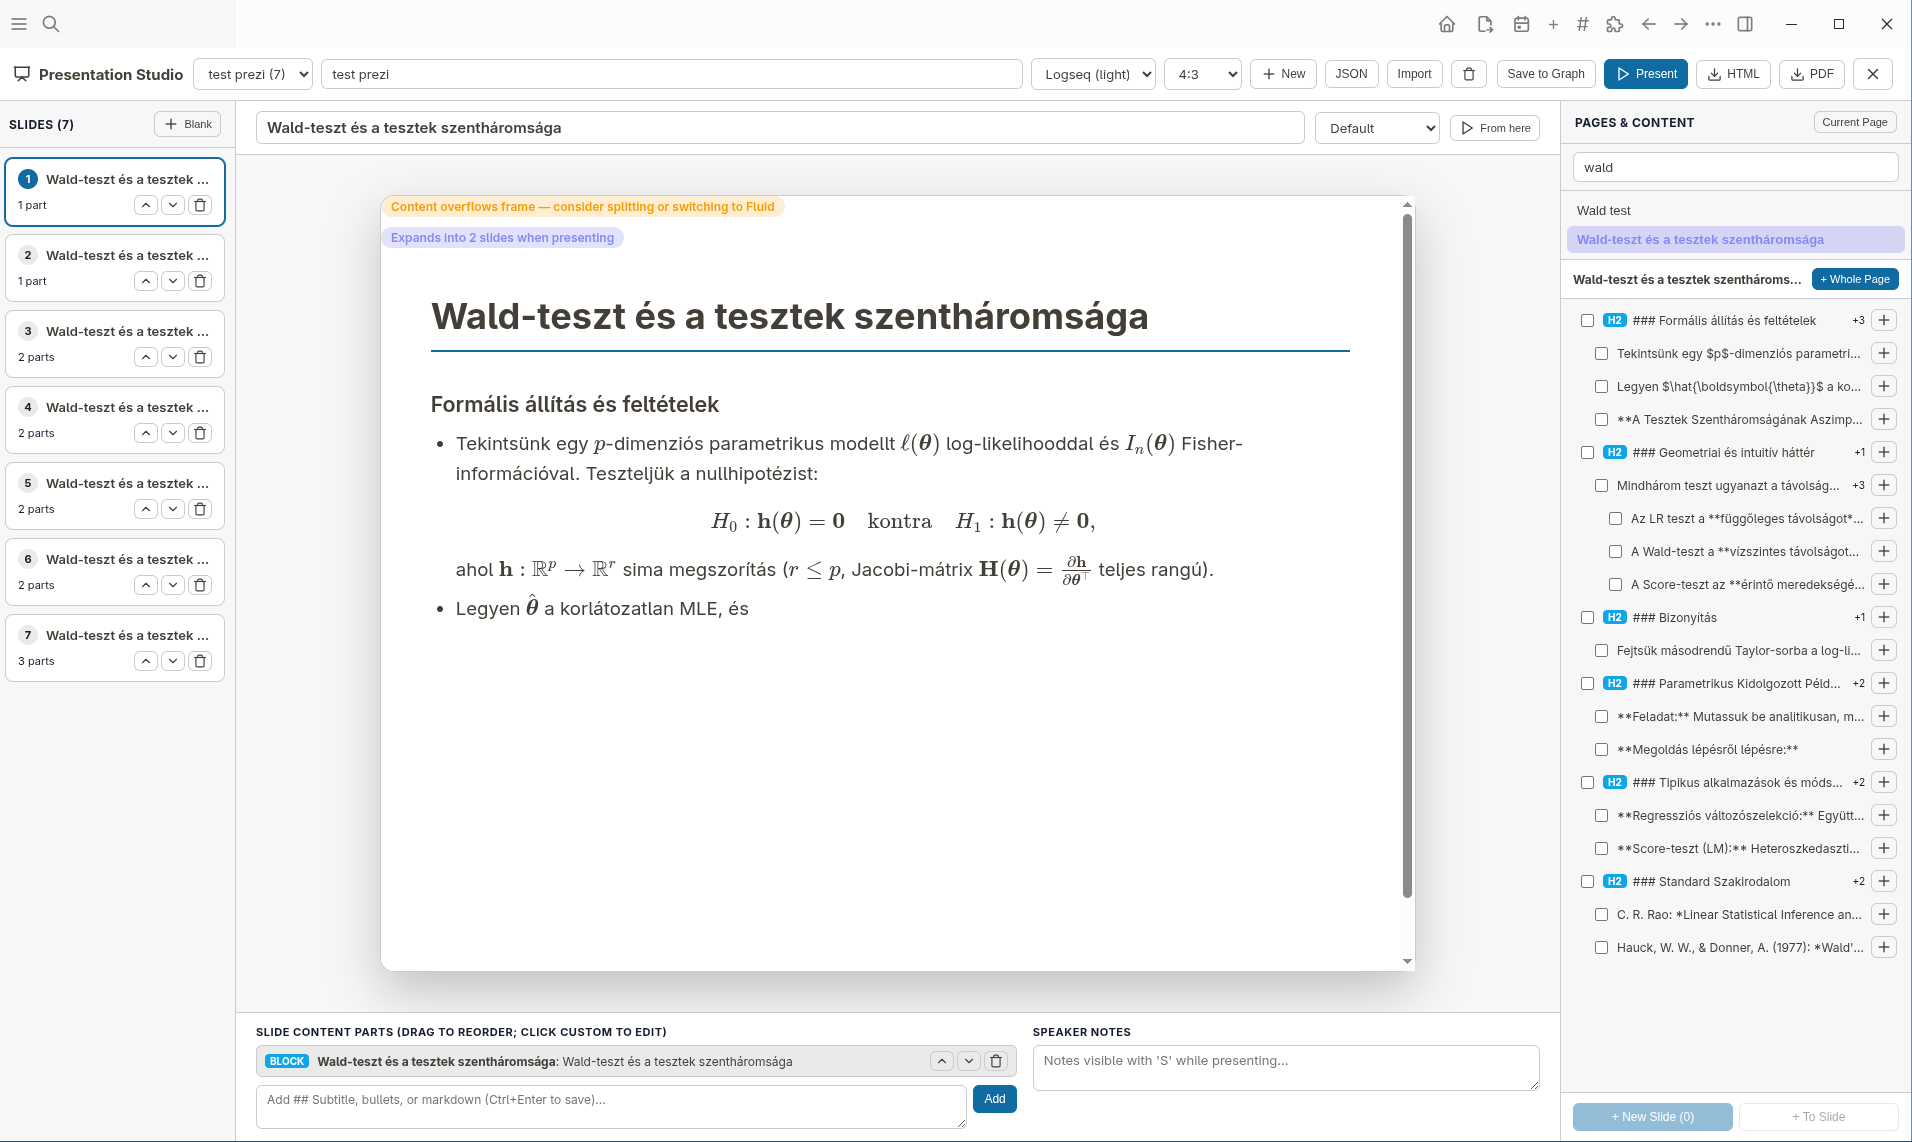 Presentation Studio
test prezi (7)
test prezi
Logseq (light)
4:3
New
JSON
Import
Save to Graph
Present
HTML
PDF
SLIDES (7)
Blank
1 Wald-teszt és a tesztek ...
1 part
2 Wald-teszt és a tesztek ...
1 part
3 Wald-teszt és a tesztek ...
2 parts
4 Wald-teszt és a tesztek ...
2 parts
5 Wald-teszt és a tesztek ...
2 parts
6 Wald-teszt és a tesztek ...
2 parts
7 Wald-teszt és a tesztek ...
3 parts
Wald-teszt és a tesztek szentháromsága
Default
From here
Content overflows frame — consider splitting or switching to Fluid
Expands into 2 slides when presenting
Wald-teszt és a tesztek szentháromsága
Formális állítás és feltételek
• Tekintsünk egy p-dimenziós parametrikus modellt ℓ(θ) log-likelihooddal és Iₙ(θ) Fisher-
információval. Teszteljük a nullhipotézist:
H₀ : h(θ) = 0 kontra H₁ : h(θ) ≠ 0,
ahol h : ℝᵖ → ℝʳ sima megszorítás (r ≤ p, Jacobi-mátrix H(θ) = ∂h/∂θ⊤ teljes rangú).
• Legyen θ̂ a korlátozatlan MLE, és
SLIDE CONTENT PARTS (DRAG TO REORDER; CLICK CUSTOM TO EDIT)
BLOCK Wald-teszt és a tesztek szentháromsága: Wald-teszt és a tesztek szentháromsága
Add ## Subtitle, bullets, or markdown (Ctrl+Enter to save)...
Add
SPEAKER NOTES
Notes visible with 'S' while presenting...
PAGES & CONTENT
Current Page
wald
Wald test
Wald-teszt és a tesztek szentháromsága
Wald-teszt és a tesztek szenthároms...
+ Whole Page
H2 ### Formális állítás és feltételek +3
Tekintsünk egy $p$-dimenziós parametri...
Legyen $\hat{\boldsymbol{\theta}}$ a ko...
**A Tesztek Szentháromságának Aszimp...
H2 ### Geometriai és intuitív háttér +1
Mindhárom teszt ugyanazt a távolság... +3
Az LR teszt a **függőleges távolságot*...
A Wald-teszt a **vízszintes távolságot...
A Score-teszt az **érintő meredekségé...
H2 ### Bizonyítás +1
Fejtsük másodrendű Taylor-sorba a log-li...
H2 ### Parametrikus Kidolgozott Péld... +2
**Feladat:** Mutassuk be analitikusan, m...
**Megoldás lépésről lépésre:**
H2 ### Tipikus alkalmazások és móds... +2
**Regressziós változószelekció:** Együtt...
**Score-teszt (LM):** Heteroszkedaszti...
H2 ### Standard Szakirodalom +2
C. R. Rao: *Linear Statistical Inference an...
Hauck, W. W., & Donner, A. (1977): *Wald'...
+ New Slide (0)
+ To Slide